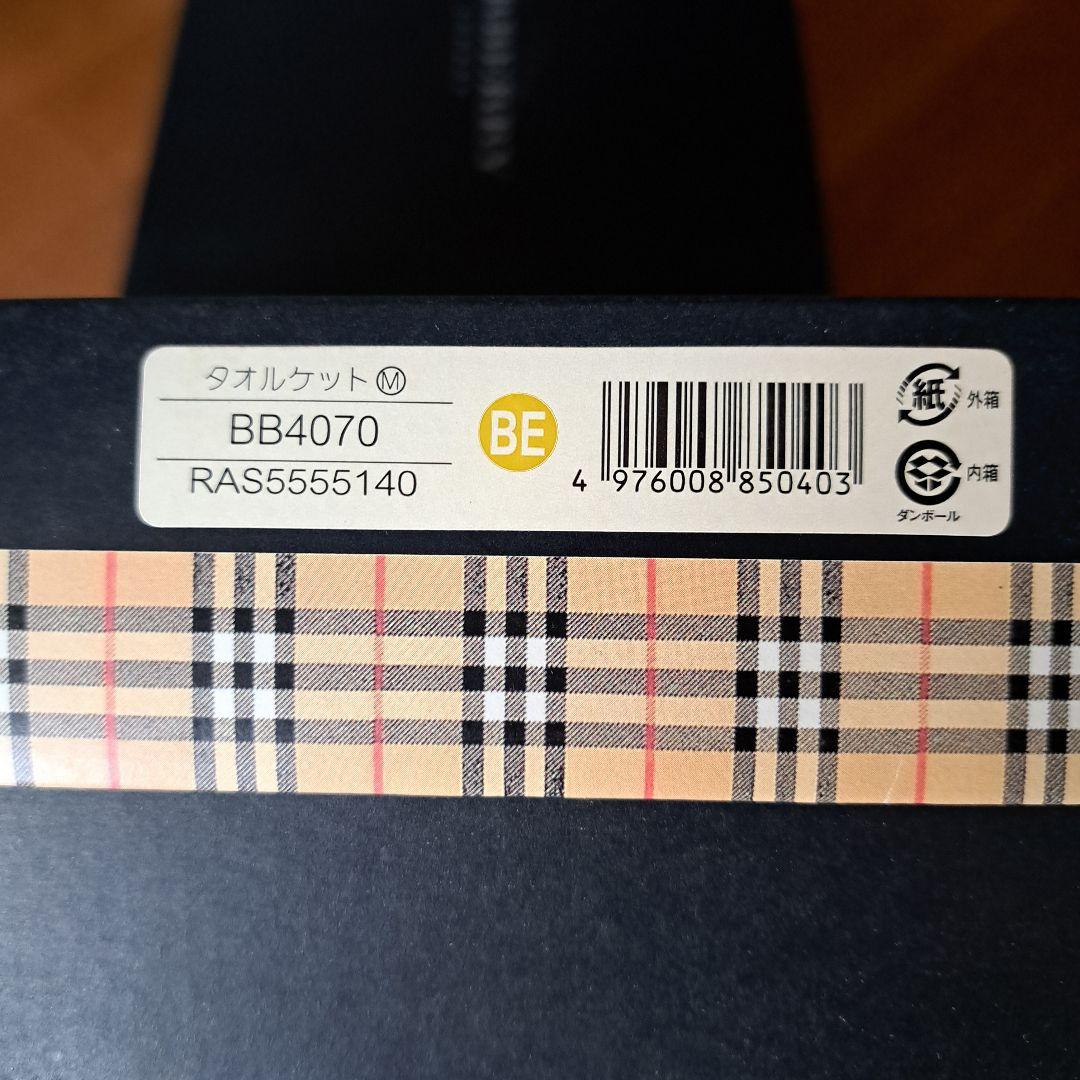 タオルケットⓂ
BB4070
RAS5555140
BE
4 976008 850403
紙 外箱
内箱
ダンボール